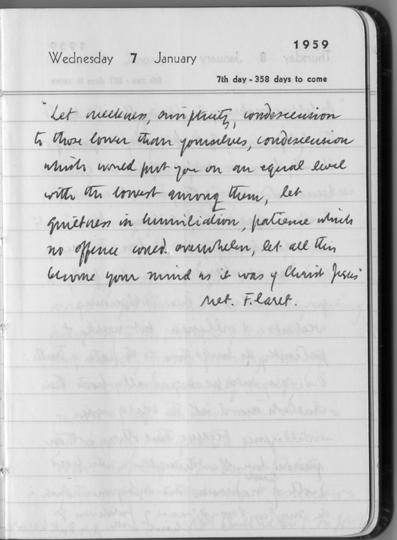 1959
Wednesday 7 January
7th day - 358 days to come
"Let meekness, simplicity, condescension
to those lower than yourselves, condescension
which would put you on an equal level
with the lowest among them, let
quietness in humiliation, patience which
no offence could overwhelm, let all this
become your mind as it was of Christ Jesus"